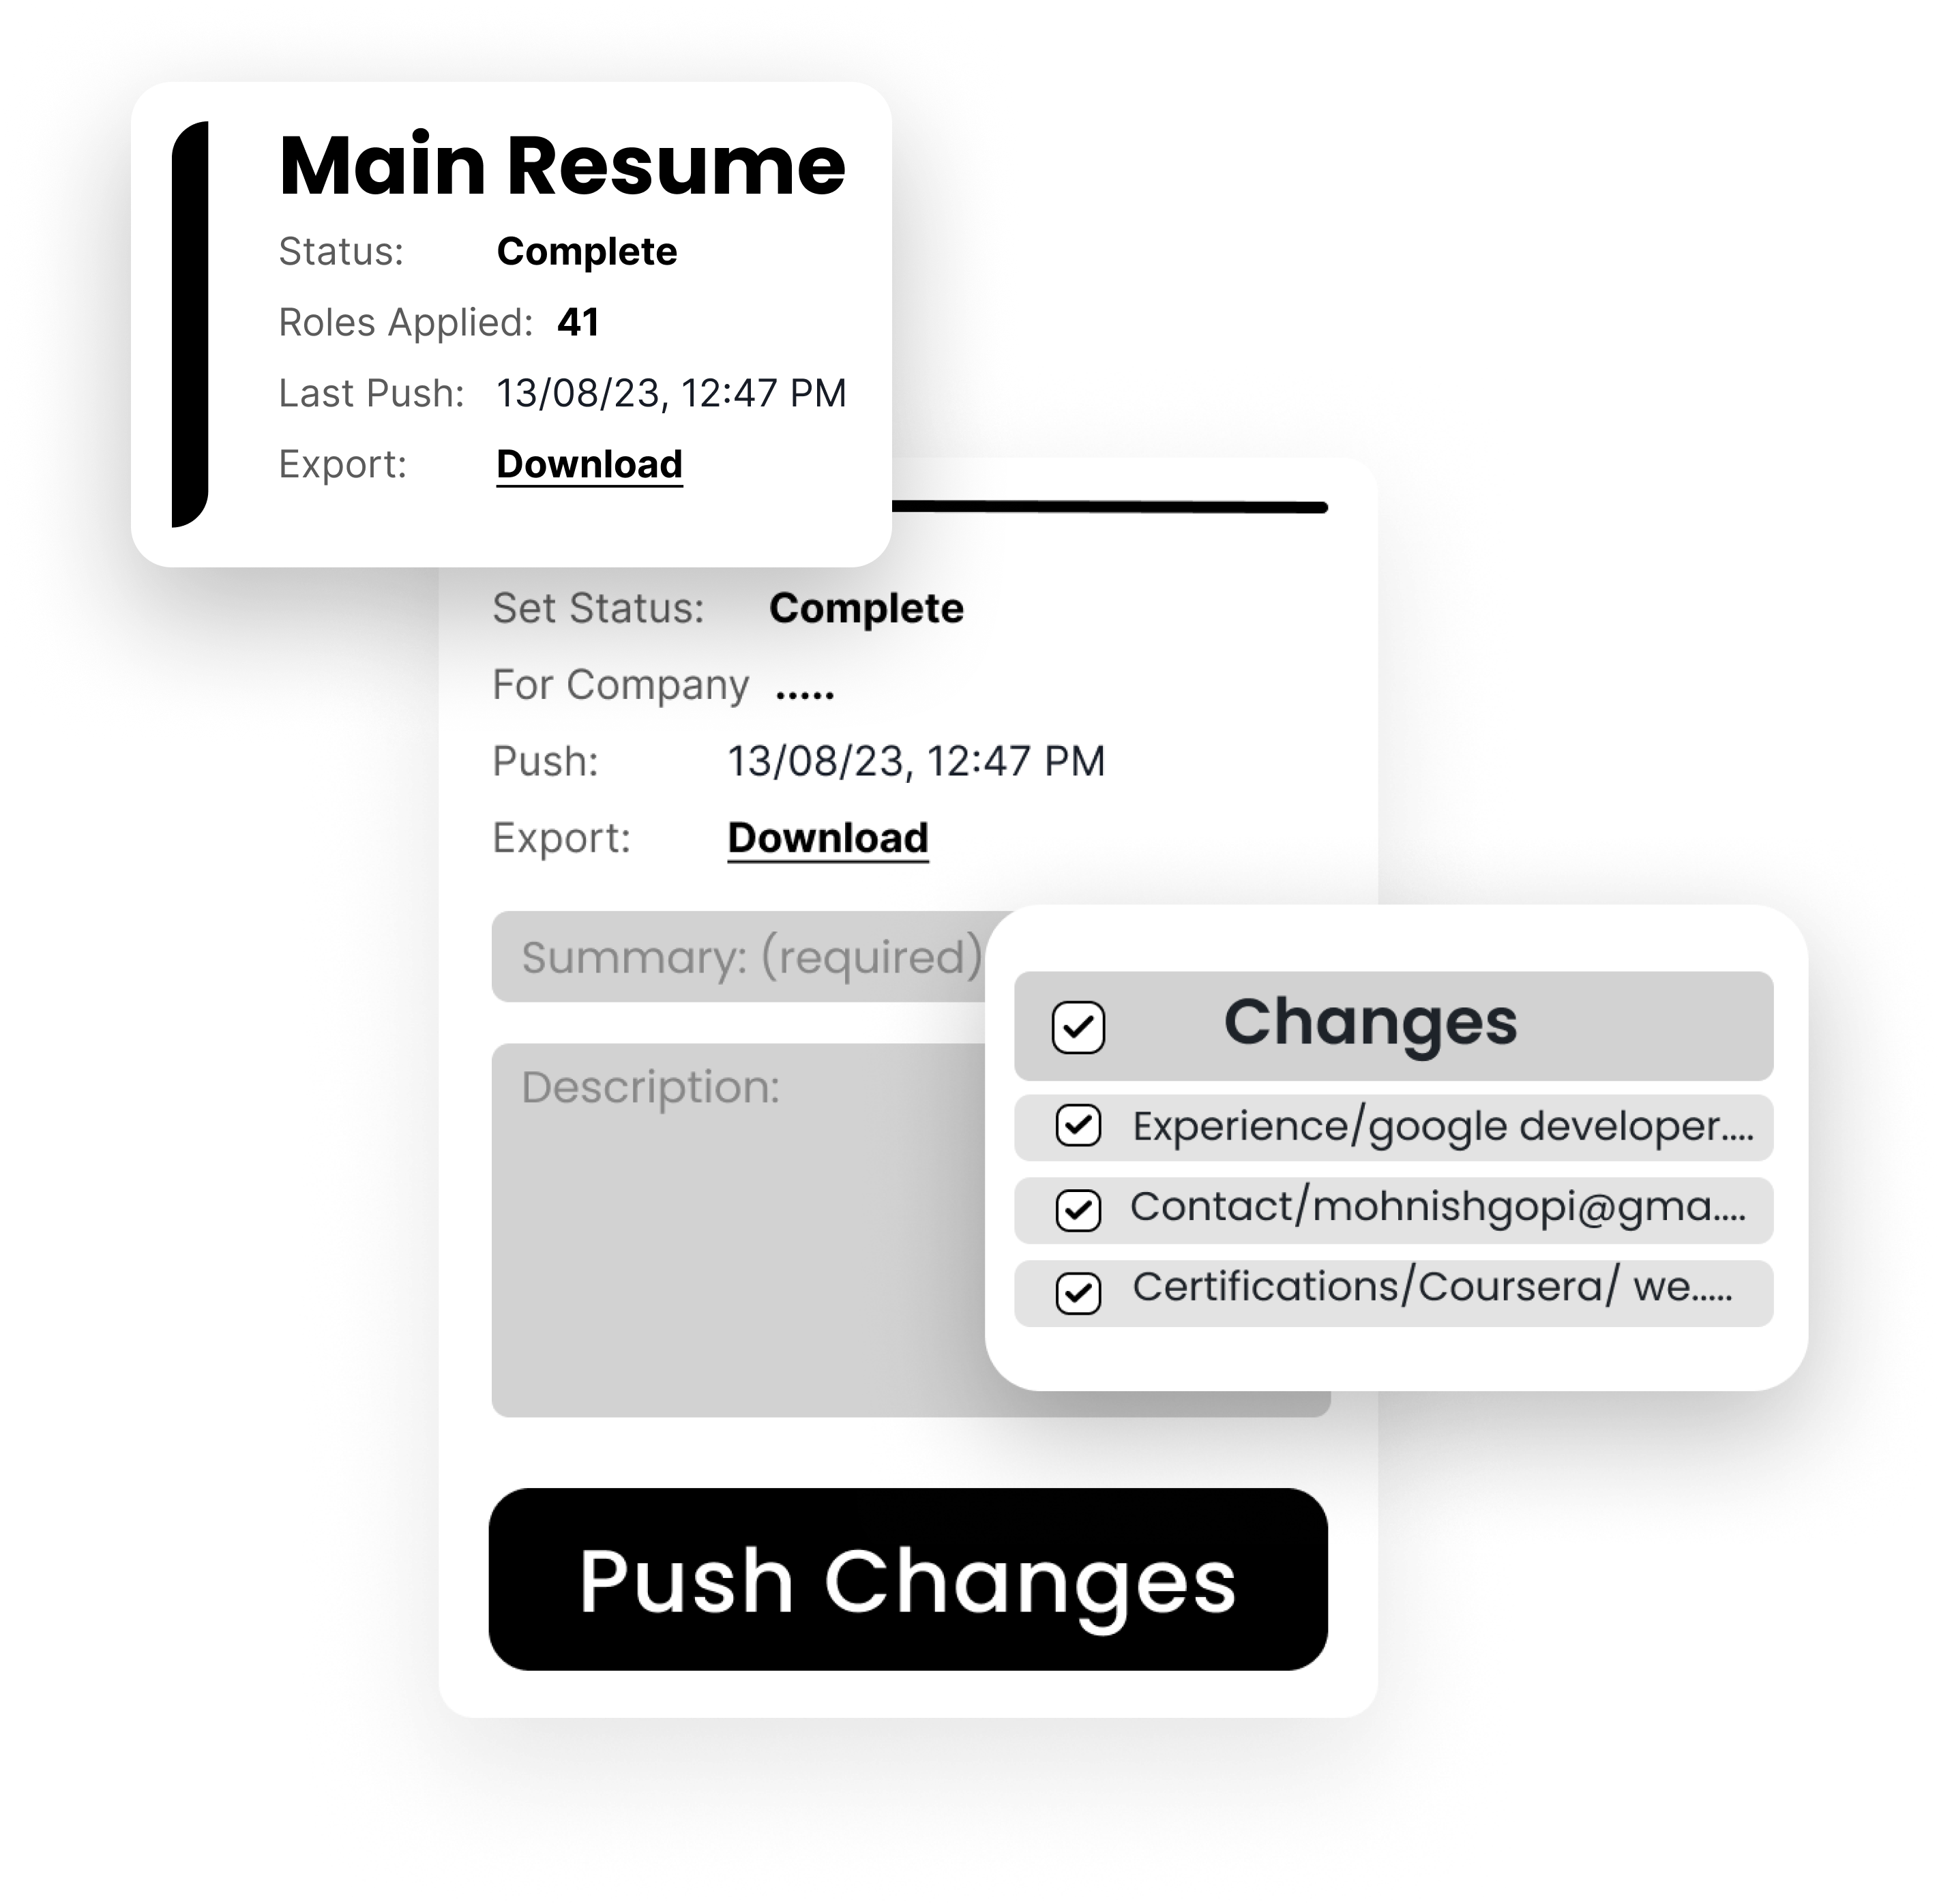 Main Resume
Status: Complete
Roles Applied: 41
Last Push: 13/08/23, 12:47 PM
Export: Download
Set Status: Complete
For Company .....
Push: 13/08/23, 12:47 PM
Export: Download
Summary: (required)
Description:
Changes
Experience/google developer....
Contact/mohnishgopi@gma....
Certifications/Coursera/ we.....
Push Changes